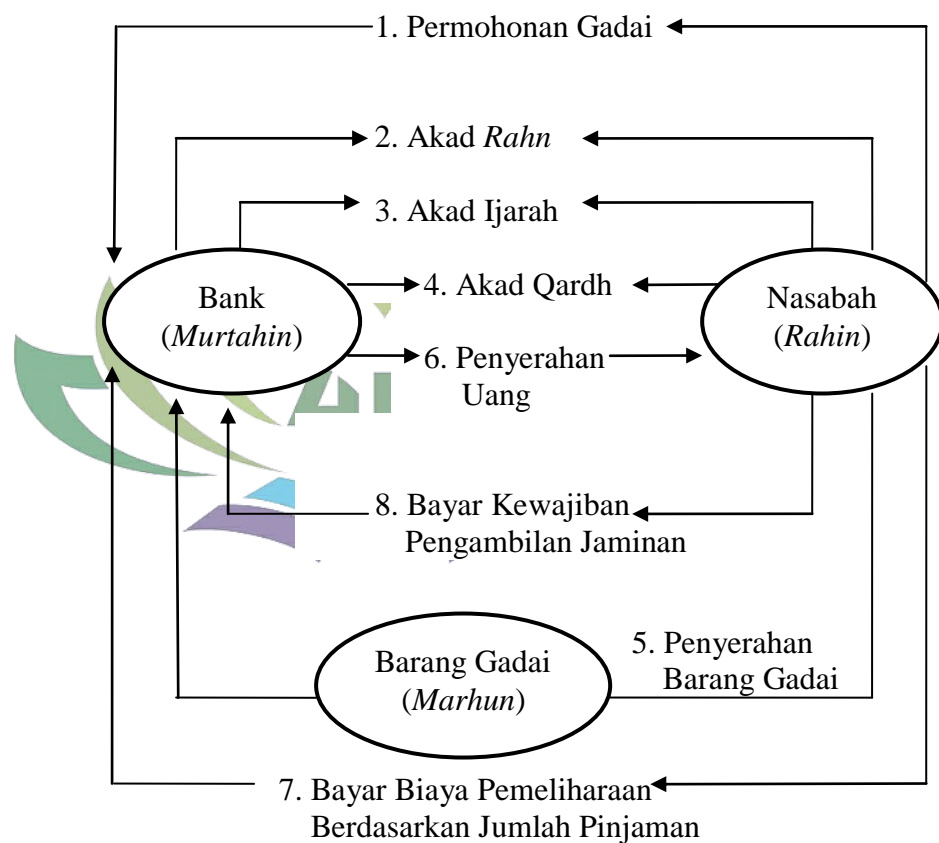 1. Permohonan Gadai
2. Akad Rahn
3. Akad Ijarah
Bank
(Murtahin)
4. Akad Qardh
Nasabah
(Rahin)
6. Penyerahan
Uang
8. Bayar Kewajiban
Pengambilan Jaminan
Barang Gadai
(Marhun)
5. Penyerahan
Barang Gadai
7. Bayar Biaya Pemeliharaan
Berdasarkan Jumlah Pinjaman